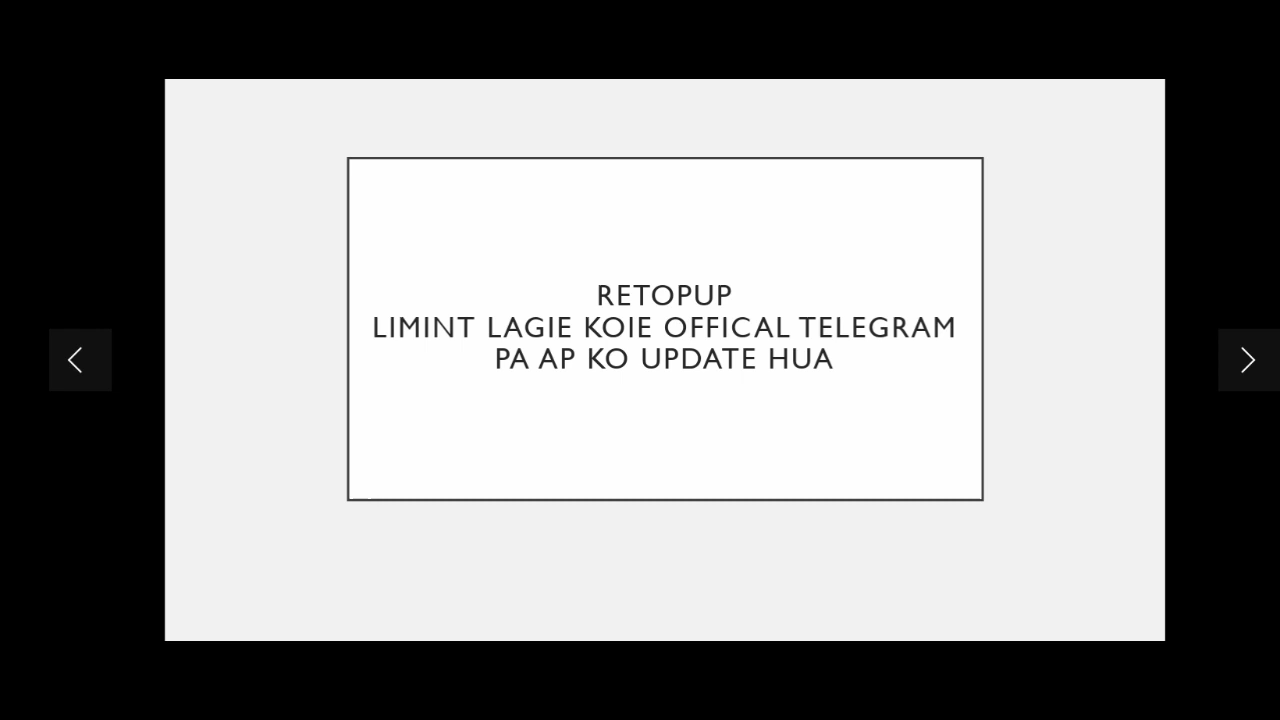 RETOPUP
LIMINT LAGIE KOIE OFFICAL TELEGRAM
PA AP KO UPDATE HUA